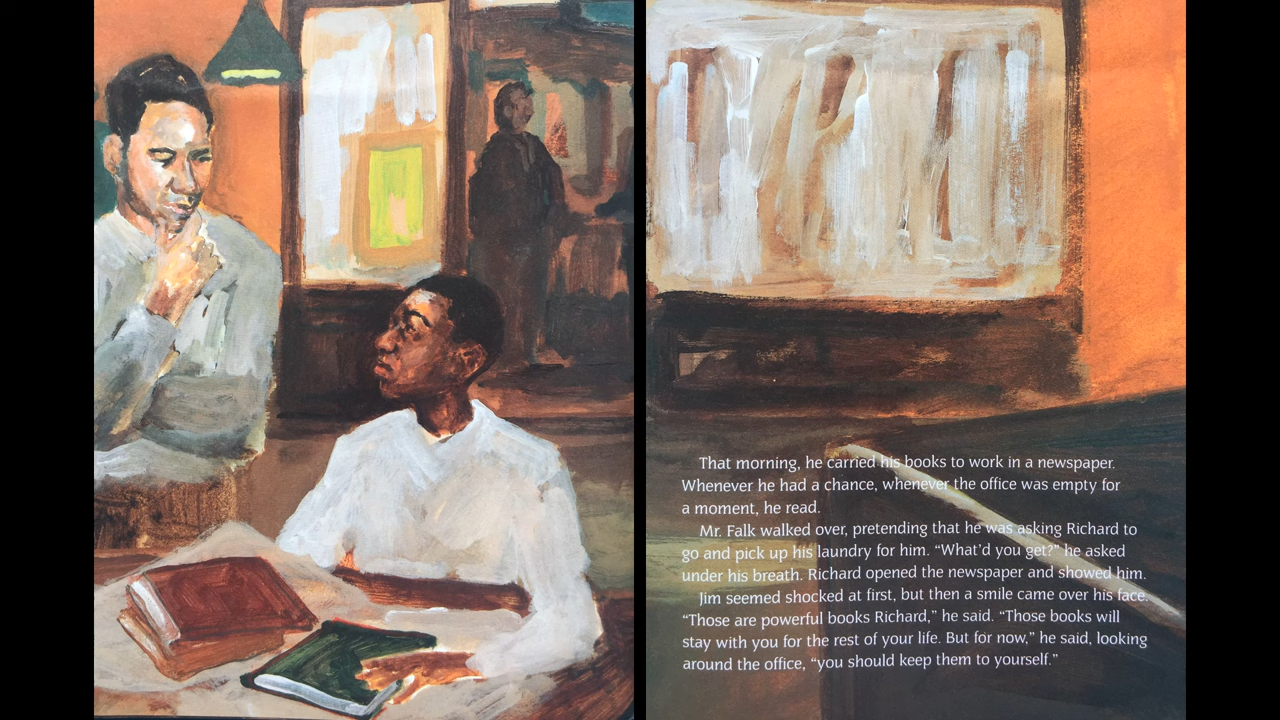 That morning, he carried his books to work in a newspaper.
Whenever he had a chance, whenever the office was empty for
a moment, he read.
Mr. Falk walked over, pretending that he was asking Richard to
go and pick up his laundry for him. “What’d you get?” he asked
under his breath. Richard opened the newspaper and showed him.
Jim seemed shocked at first, but then a smile came over his face.
“Those are powerful books Richard,” he said. “Those books will
stay with you for the rest of your life. But for now,” he said, looking
around the office, “you should keep them to yourself.”